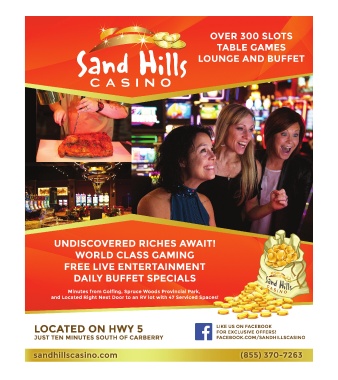 Sand Hills
CASINO
OVER 300 SLOTS
TABLE GAMES
LOUNGE AND BUFFET
UNDISCOVERED RICHES AWAIT!
WORLD CLASS GAMING
FREE LIVE ENTERTAINMENT
DAILY BUFFET SPECIALS
Minutes from Golfing, Spruce Woods Provincial Park,
and Located Right Next Door to an RV lot with 47 Serviced Spaces!
Sand Hills
CASINO
LOCATED ON HWY 5
JUST TEN MINUTES SOUTH OF CARBERRY
LIKE US ON FACEBOOK
FOR EXCLUSIVE OFFERS!
FACEBOOK.COM/SANDHILLSCASINO
sandhillscasino.com
(855) 370-7263